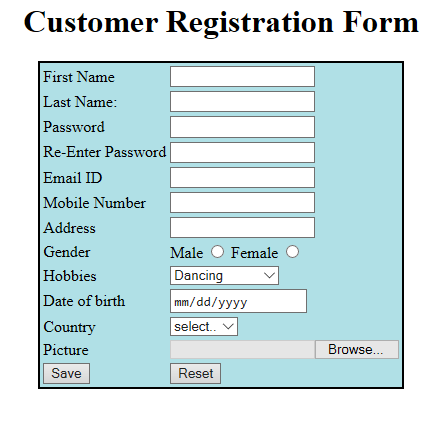 Customer Registration Form
First Name
Last Name:
Password
Re-Enter Password
Email ID
Mobile Number
Address
Gender Male Female
Hobbies Dancing
Date of birth mm/dd/yyyy
Country select..
Picture Browse...
Save Reset